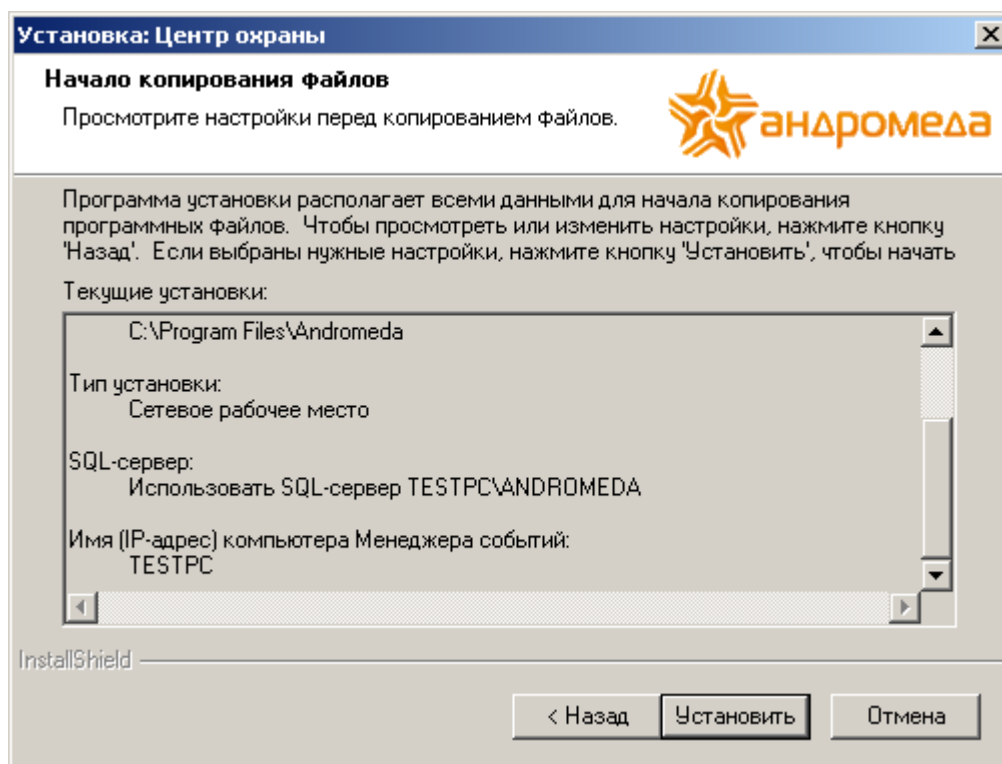 Установка: Центр охраны
Начало копирования файлов
Просмотрите настройки перед копированием файлов.
андромеда
Программа установки располагает всеми данными для начала копирования
программных файлов. Чтобы просмотреть или изменить настройки, нажмите кнопку
'Назад'. Если выбраны нужные настройки, нажмите кнопку 'Установить', чтобы начать
Текущие установки:
C:\Program Files\Andromeda
Тип установки:
Сетевое рабочее место
SQL-сервер:
Использовать SQL-сервер TESTPC\ANDROMEDA
Имя (IP-адрес) компьютера Менеджера событий:
TESTPC
InstallShield
< Назад
Установить
Отмена